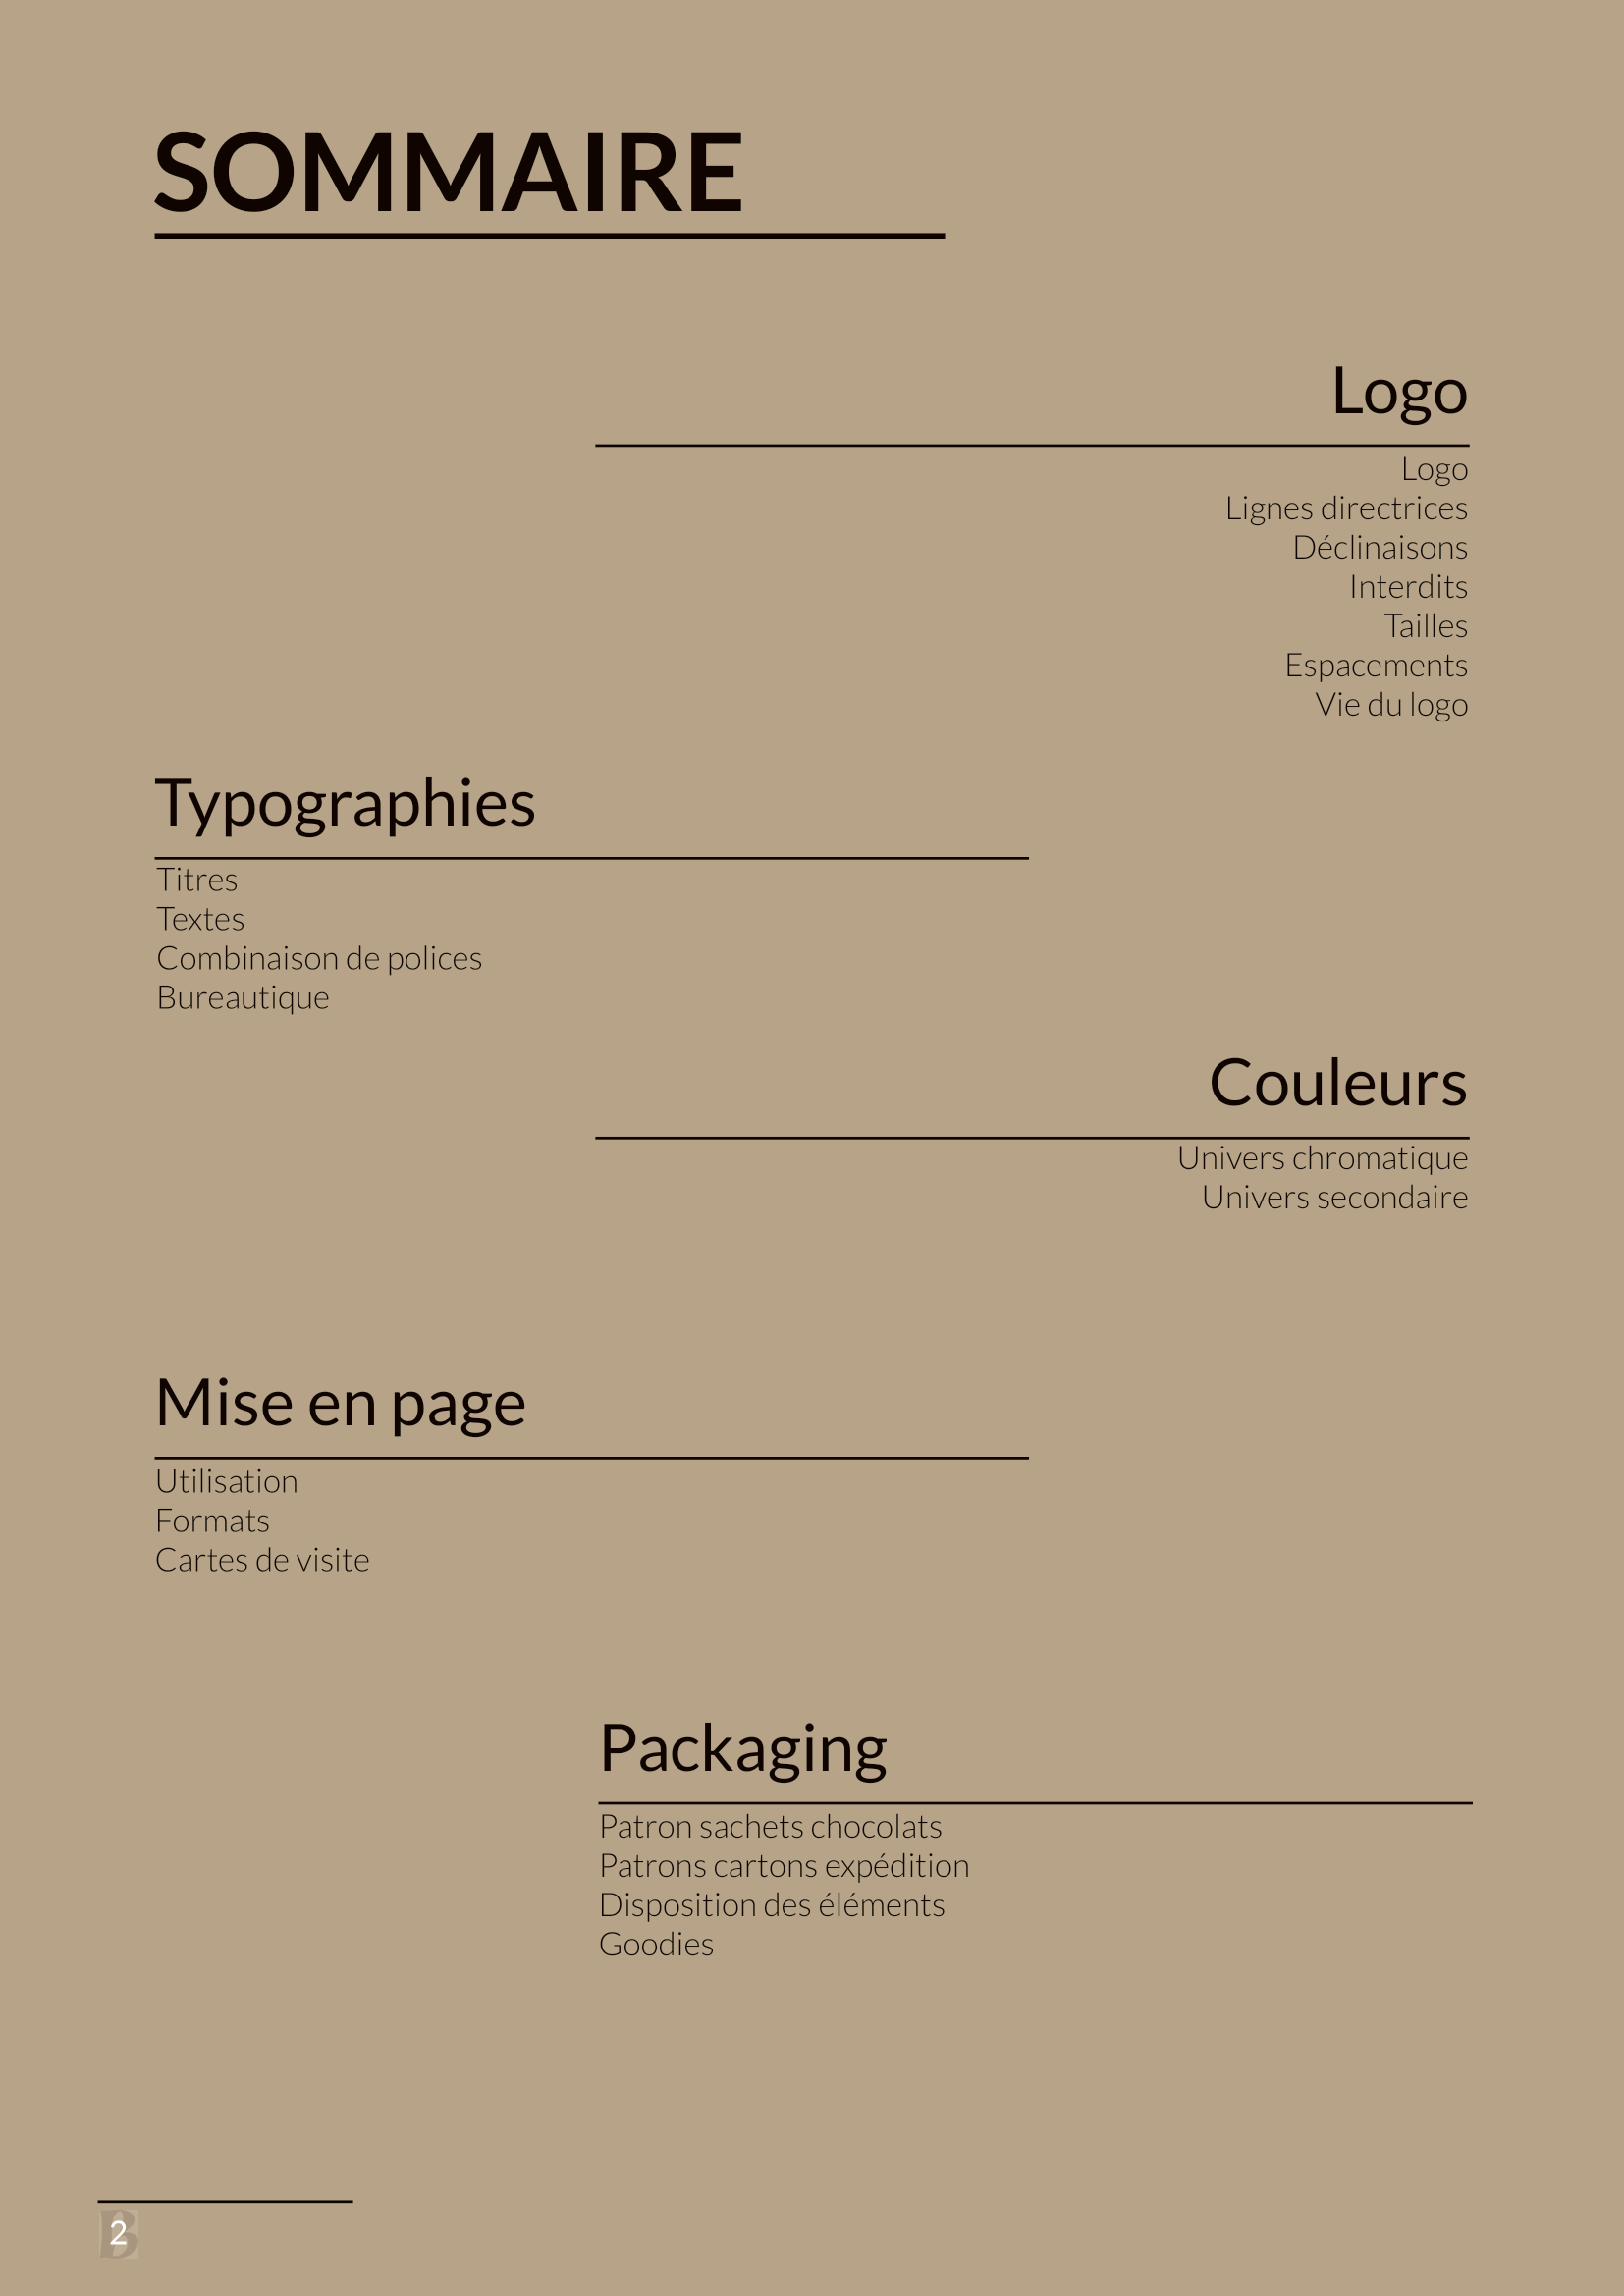 SOMMAIRE
Logo
Logo
Lignes directrices
Déclinaisons
Interdits
Tailles
Espacements
Vie du logo
Typographies
Titres
Textes
Combinaison de polices
Bureautique
Couleurs
Univers chromatique
Univers secondaire
Mise en page
Utilisation
Formats
Cartes de visite
Packaging
Patron sachets chocolats
Patrons cartons expédition
Disposition des éléments
Goodies
B
2